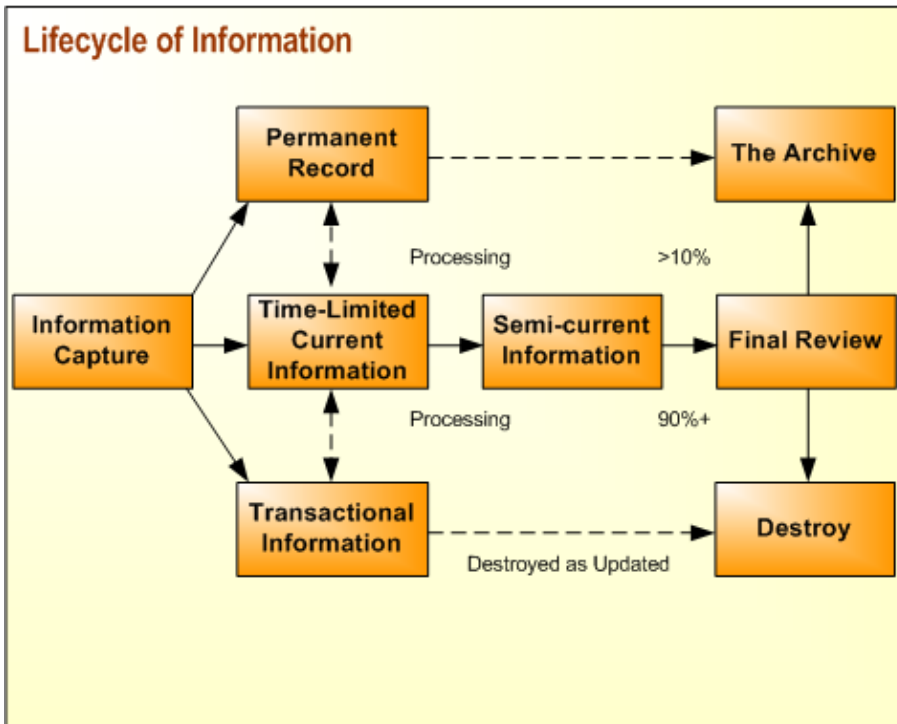 Lifecycle of Information
Permanent
Record
The Archive
Processing
>10%
Information
Capture
Time-Limited
Current
Information
Semi-current
Information
Final Review
Processing
90%+
Transactional
Information
Destroy
Destroyed as Updated